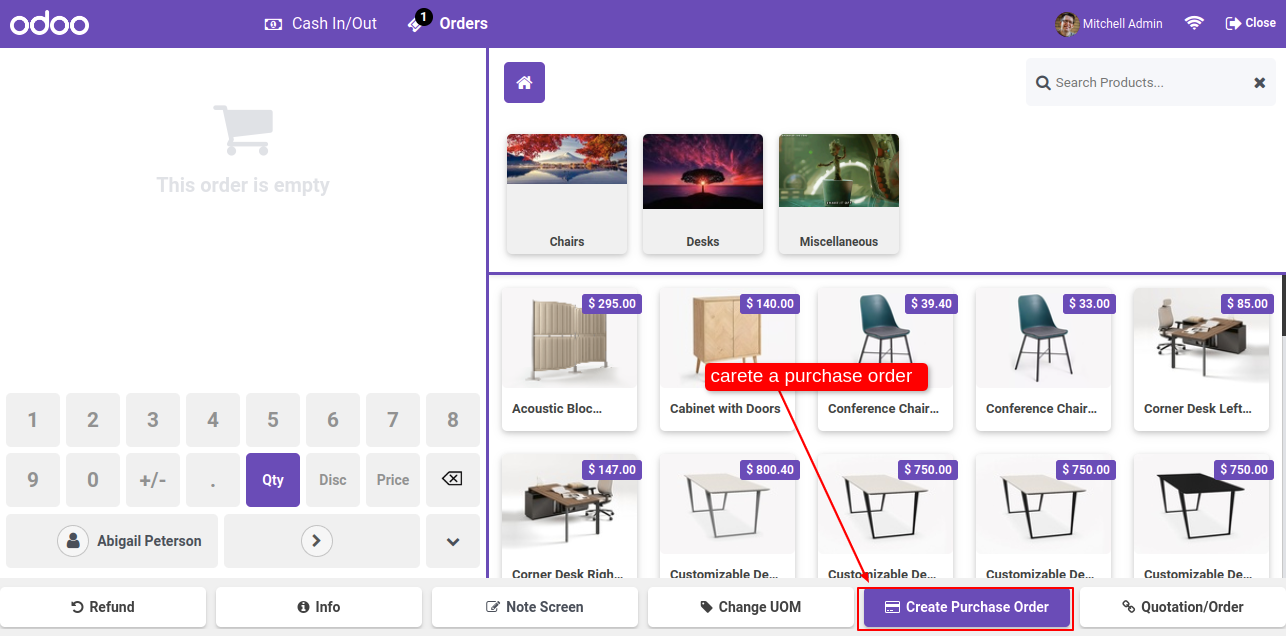 odoo
Cash In/Out
1
Orders
Mitchell Admin
Close
This order is empty
Search Products...
Chairs
Desks
Miscellaneous
$ 295.00
$ 140.00
$ 39.40
$ 33.00
$ 85.00
carete a purchase order
Acoustic Bloc...
Cabinet with Doors
Conference Chair...
Conference Chair...
Corner Desk Left...
$ 147.00
$ 800.40
$ 750.00
$ 750.00
$ 750.00
Corner Desk Righ...
Customizable De...
Customizable De...
Customizable De...
Customizable De...
1 2 3 4 5 6 7 8
9 0 +/- . Qty Disc Price
Abigail Peterson
Refund
Info
Note Screen
Change UOM
Create Purchase Order
Quotation/Order